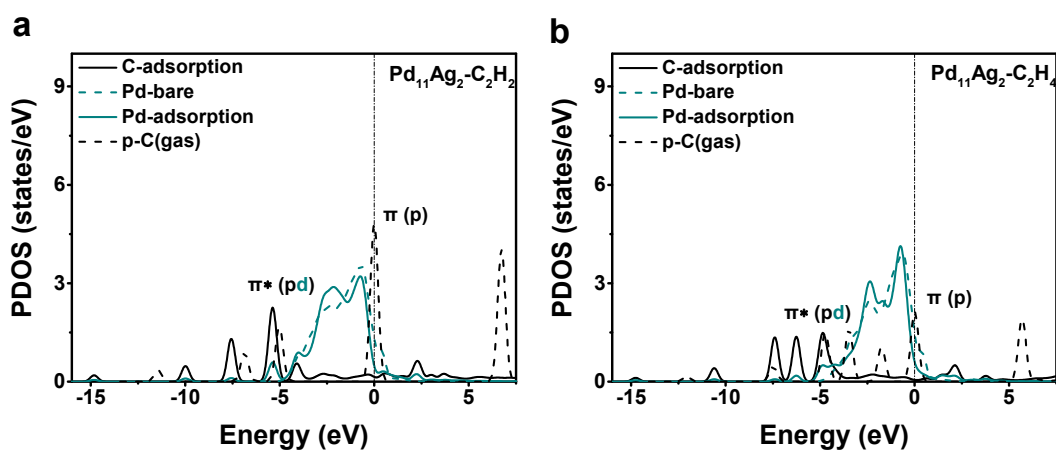 a
C-adsorption
Pd-bare
Pd-adsorption
p-C(gas)
Pd₁₁Ag₂-C₂H₂
π (p)
π* (pd)
PDOS (states/eV)
9
6
3
0
-15 -10 -5 0 5
Energy (eV)
b
C-adsorption
Pd-bare
Pd-adsorption
p-C(gas)
Pd₁₁Ag₂-C₂H₄
π (p)
π* (pd)
PDOS (states/eV)
9
6
3
0
-15 -10 -5 0 5
Energy (eV)